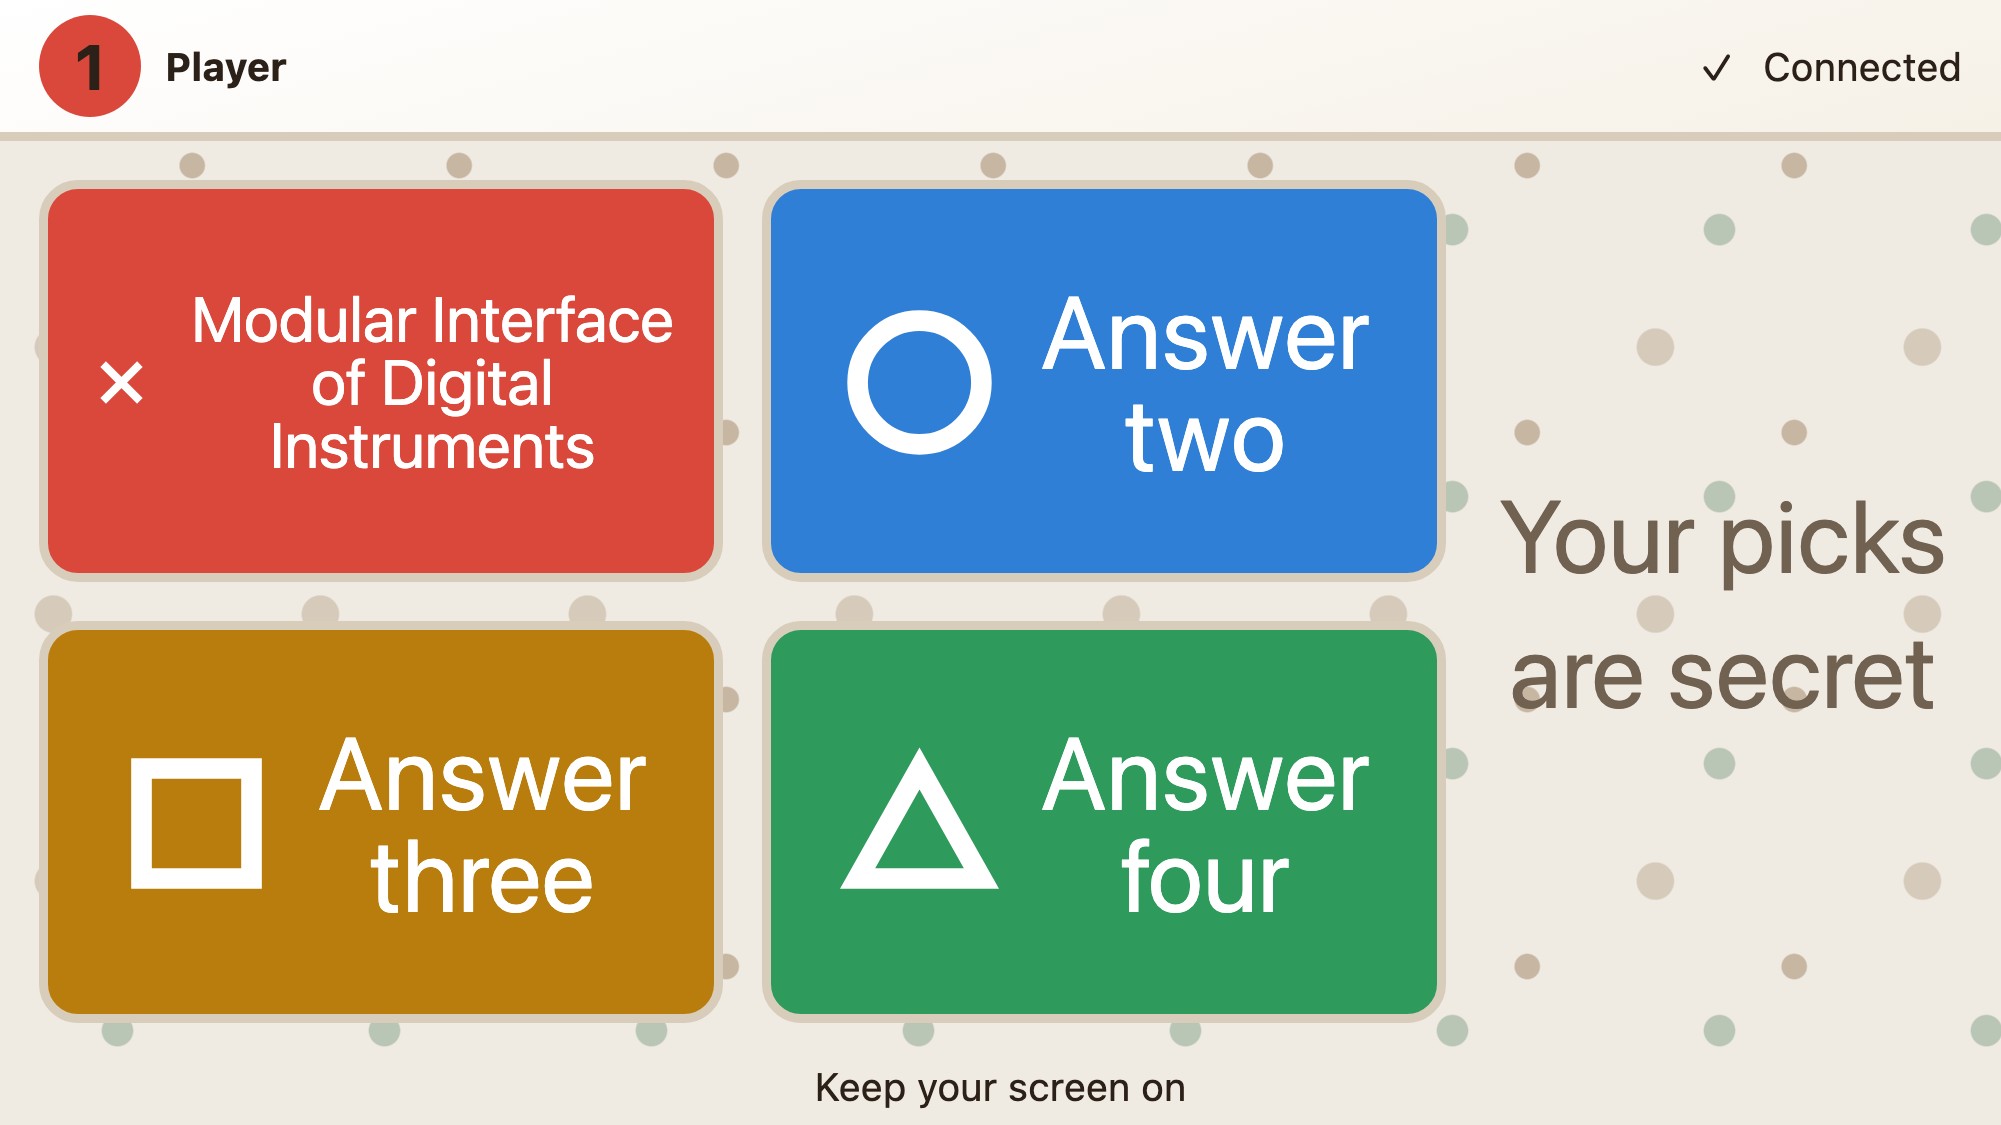 1
Player
✓ Connected
Modular Interface
of Digital
Instruments
Answer
two
Answer
three
Answer
four
Your picks
are secret
Keep your screen on